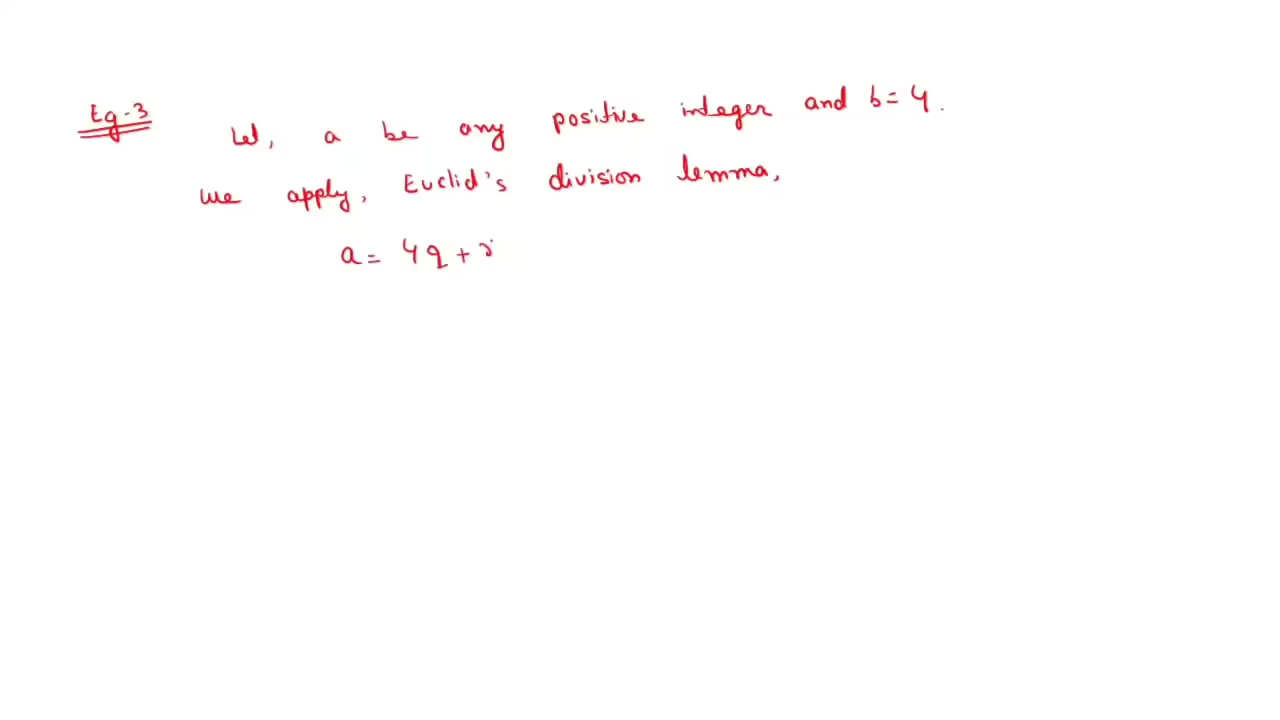 Eg-3
Let, a be any positive integer and b = 4.
we apply, Euclid's division lemma,
a = 4q + r